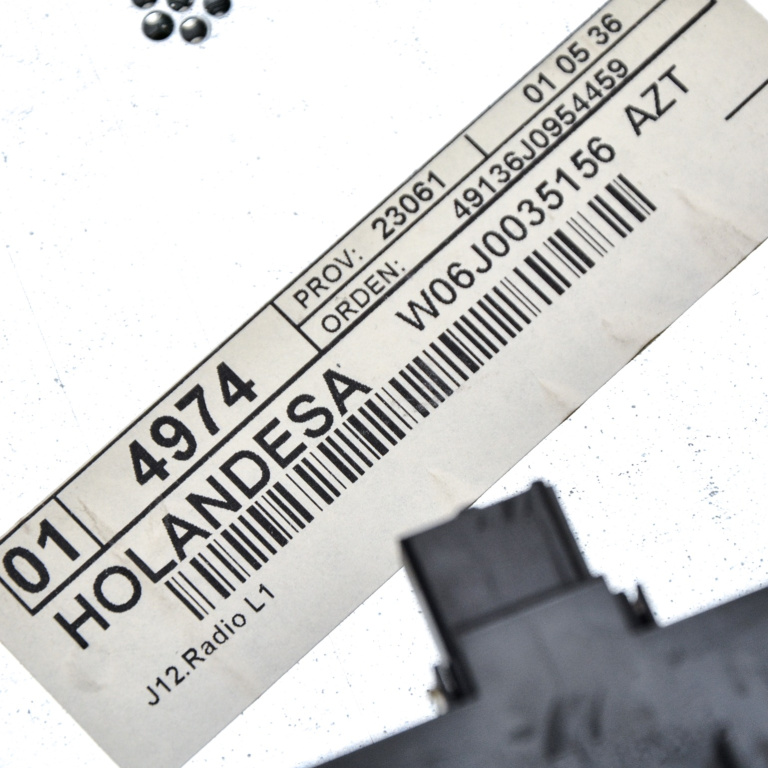 01 4974 PROV: 23061 01 05 36
ORDEN: 49136J0954459
HOLANDESA W06J0035156 AZT
J12.Radio L1